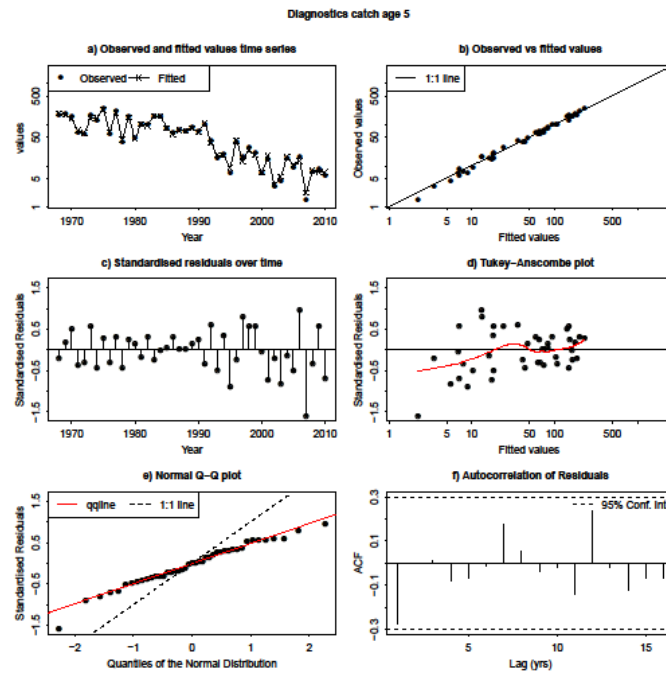 Diagnostics catch age 5
a) Observed and fitted values time series
Observed Fitted
values
500
50
5
1
1970 1980 1990 2000 2010
Year
b) Observed vs fitted values
1:1 line
Observed values
500
50
5
1
1 5 10 50 100 500
Fitted values
c) Standardised residuals over time
Standardised Residuals
1.5
0.5
−0.5
−1.5
1970 1980 1990 2000 2010
Year
d) Tukey−Anscombe plot
Standardised Residuals
1.5
0.5
−0.5
−1.5
1 5 10 50 100 500
Fitted values
e) Normal Q−Q plot
qqline 1:1 line
Standardised Residuals
1.5
0.5
−0.5
−1.5
−2 −1 0 1 2
Quantiles of the Normal Distribution
f) Autocorrelation of Residuals
95% Conf. Int
ACF
0.3
0.1
−0.1
−0.3
5 10 15
Lag (yrs)